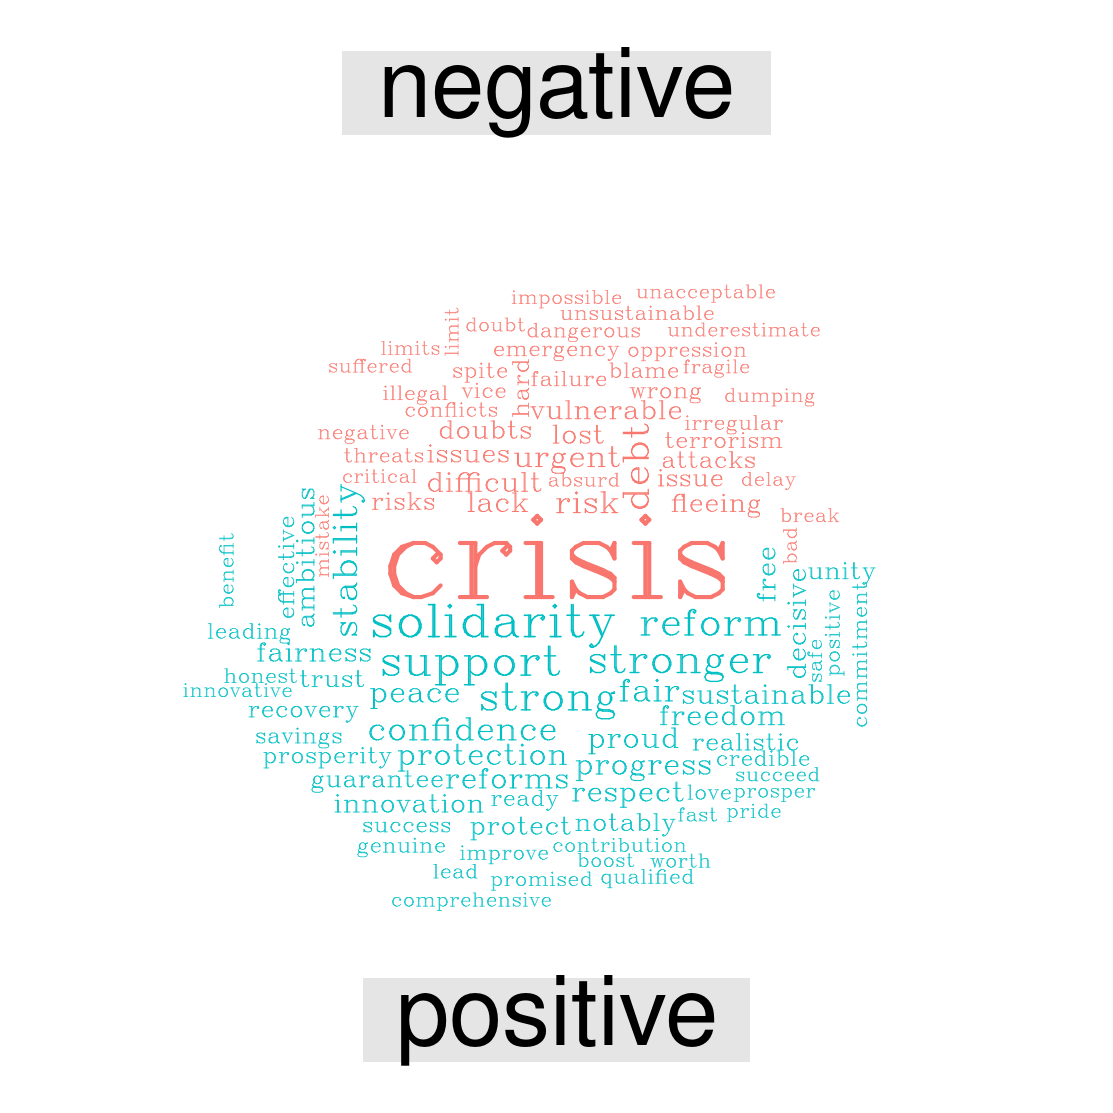 negative
impossible unacceptable
unsustainable
limit doubt dangerous underestimate
limits emergency oppression
suffered spite hard failure blame fragile
illegal vice wrong dumping
conflicts vulnerable
negative doubts lost debt irregular
terrorism
threats issues urgent attacks
critical difficult absurd issue delay
risks lack risk fleeing
mistake break
bad
crisis
benefit effective ambitious stability free unity
solidarity reform decisive positive commitment
leading
fairness support stronger safe
honest trust
innovative peace strong fair sustainable
recovery freedom
savings confidence proud realistic
prosperity protection progress credible
guarantee reforms succeed
innovation ready respect love prosper
success protect notably fast pride
genuine improve contribution
boost worth
lead promised qualified
comprehensive
positive